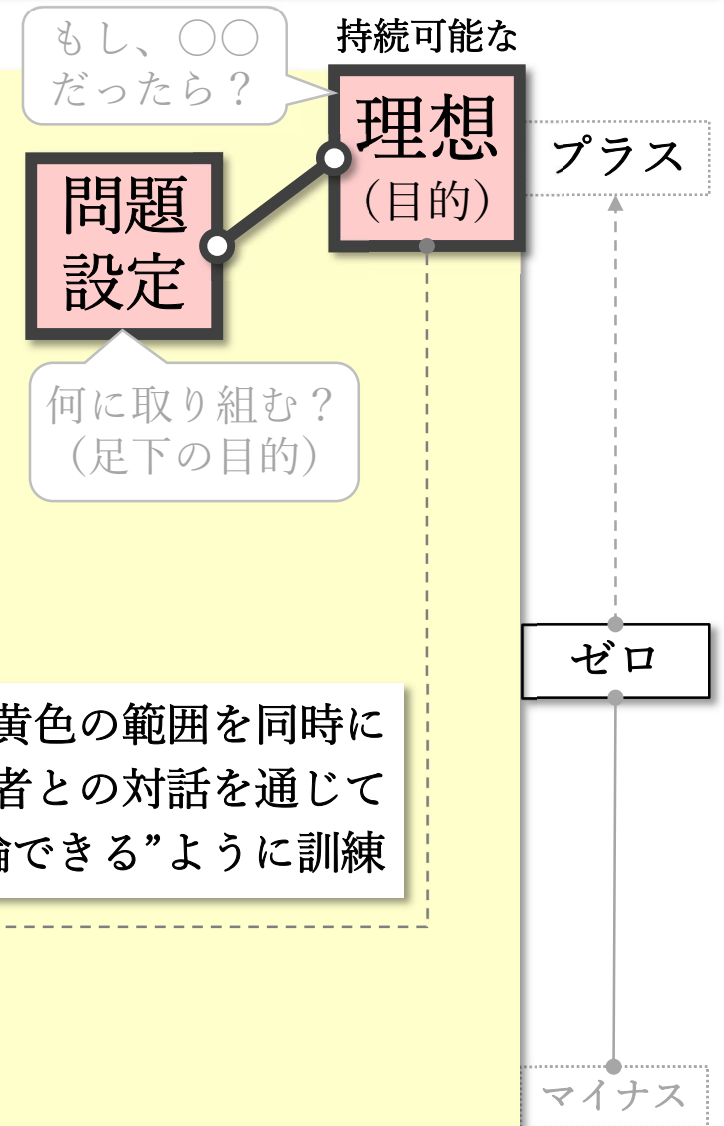 もし、○○
だったら？
持続可能な
理想
（目的）
プラス
問題
設定
何に取り組む？
（足下の目的）
ゼロ
黄色の範囲を同時に
者との対話を通じて
できる”ように訓練
マイナス